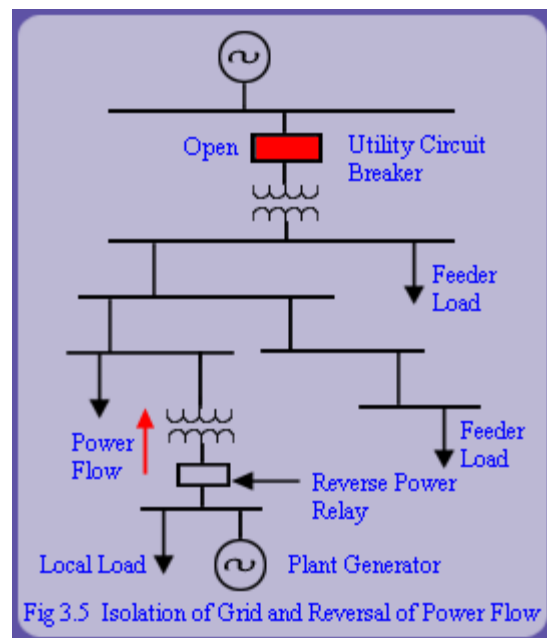 Open
Utility Circuit
Breaker
Feeder
Load
Power
Flow
Feeder
Load
Reverse Power
Relay
Local Load
Plant Generator
Fig 3.5 Isolation of Grid and Reversal of Power Flow